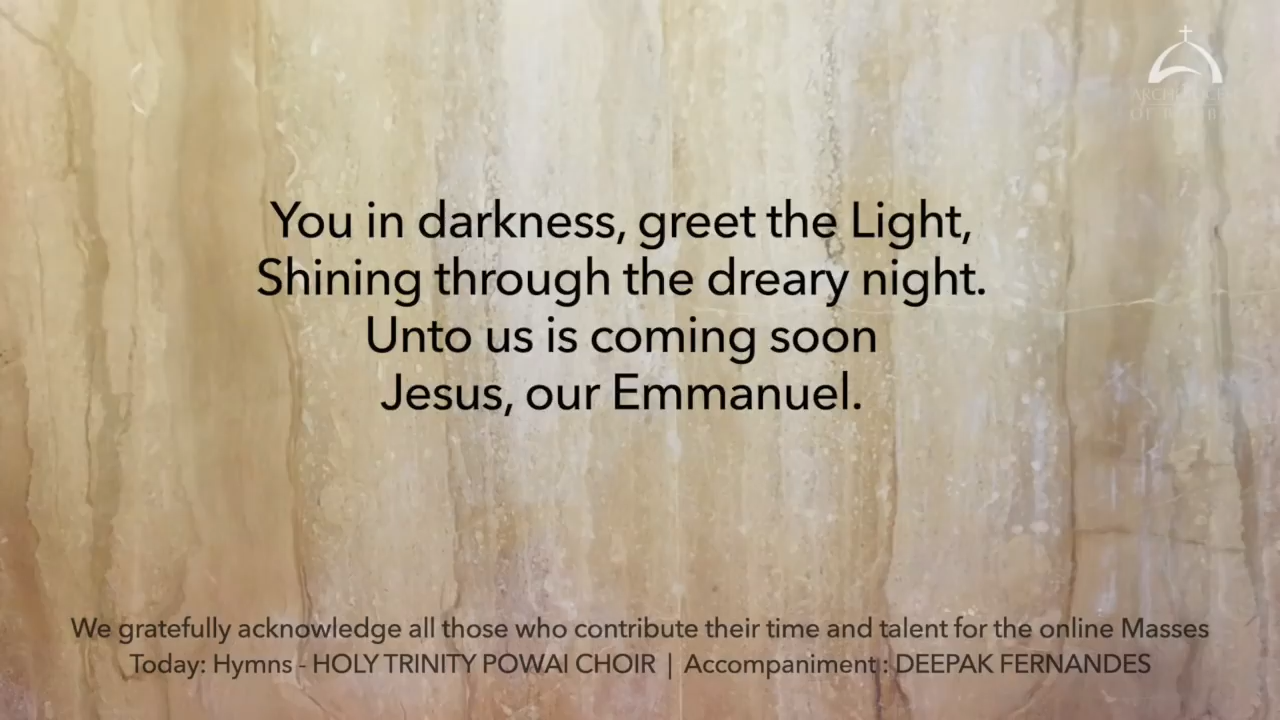 You in darkness, greet the Light,
Shining through the dreary night.
Unto us is coming soon
Jesus, our Emmanuel.
We gratefully acknowledge all those who contribute their time and talent for the online Masses
Today: Hymns - HOLY TRINITY POWAI CHOIR | Accompaniment : DEEPAK FERNANDES